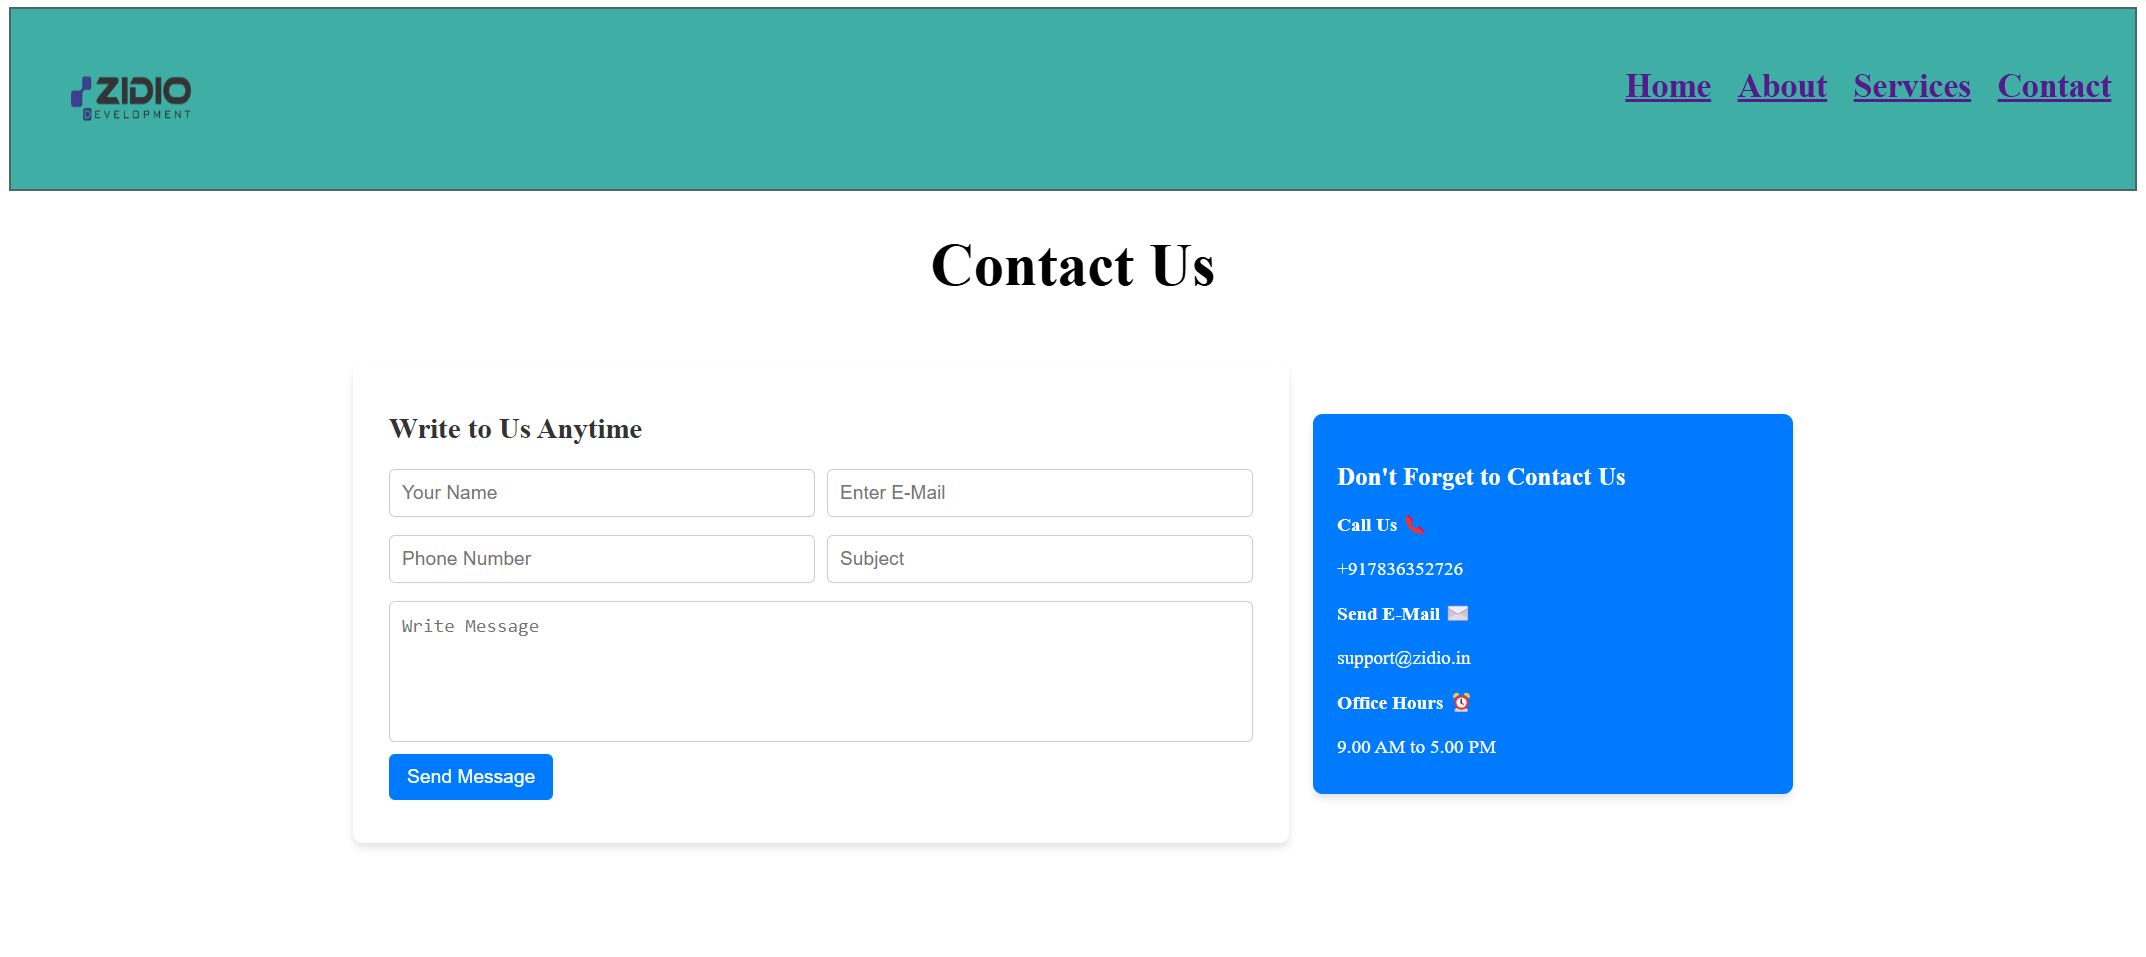 ZIDIO
DEVELOPMENT
Home About Services Contact
Contact Us
Write to Us Anytime
Your Name Enter E-Mail
Phone Number Subject
Write Message
Send Message
Don't Forget to Contact Us
Call Us 📞
+917836352726
Send E-Mail ✉️
support@zidio.in
Office Hours ⏰
9.00 AM to 5.00 PM